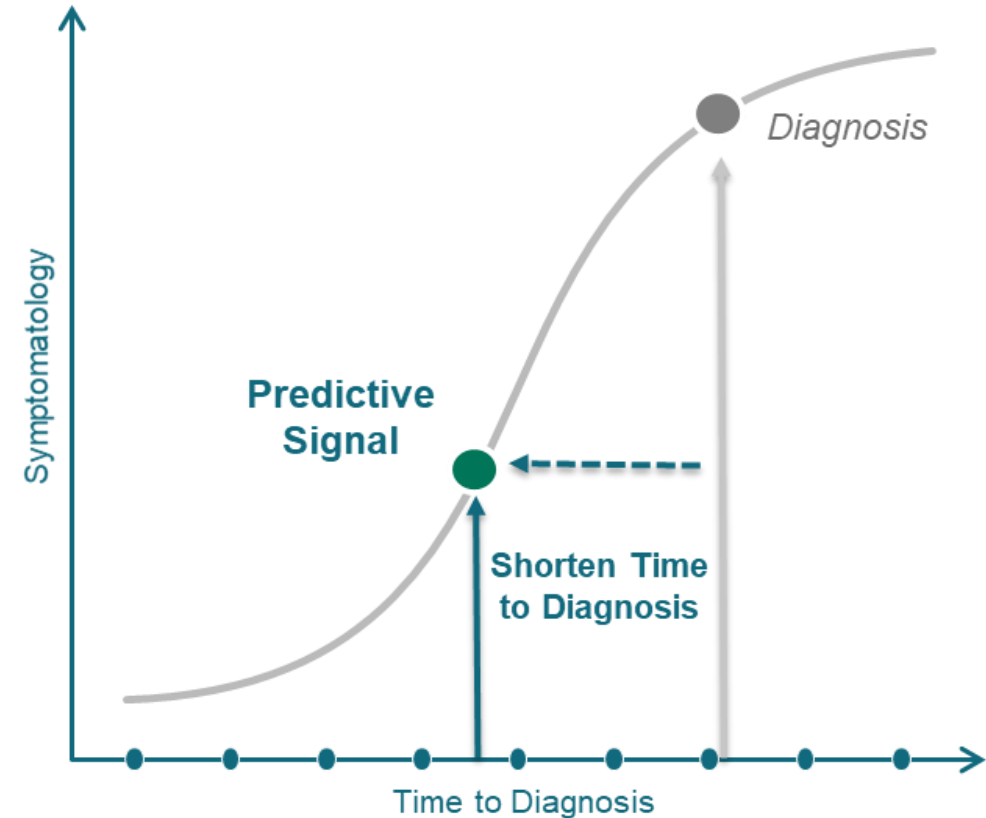 Diagnosis
Symptomatology
Predictive
Signal
Shorten Time
to Diagnosis
Time to Diagnosis